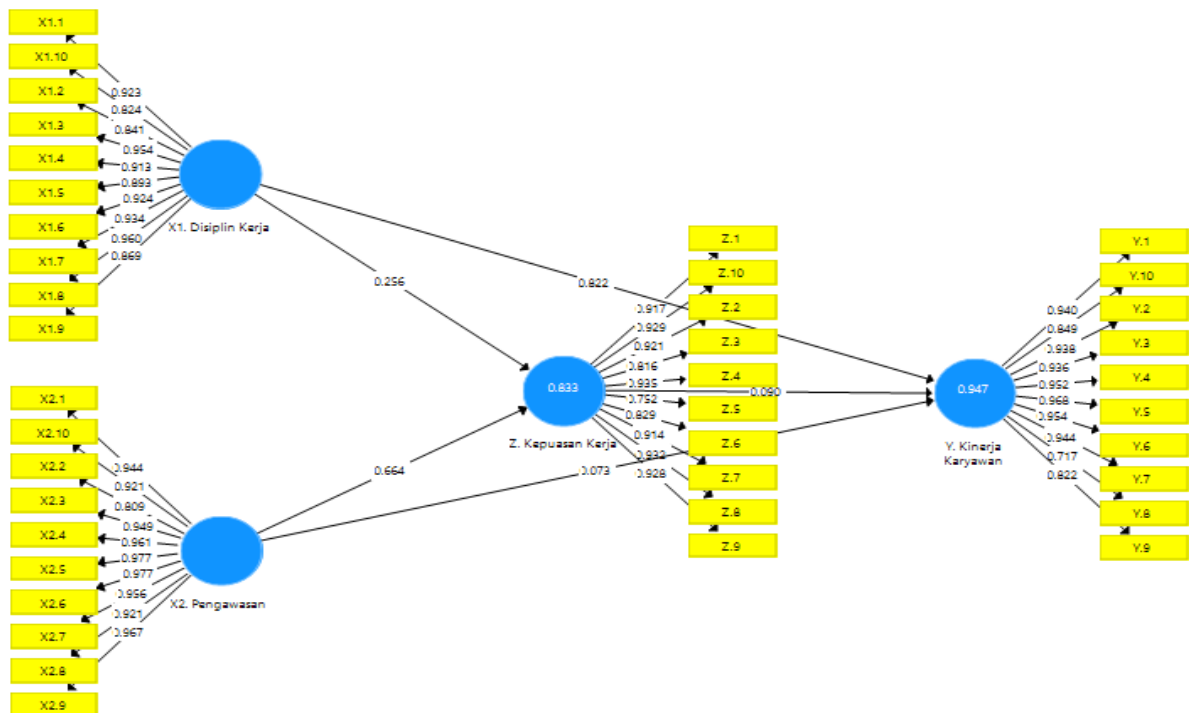 X1.1
X1.10
X1.2
X1.3
X1.4
X1.5
X1.6
X1.7
X1.8
X1.9
0.923
0.824
0.841
0.954
0.913
0.893
0.924
0.934
0.960
0.869
X1. Disiplin Kerja
0.256
0.822
X2.1
X2.10
X2.2
X2.3
X2.4
X2.5
X2.6
X2.7
X2.8
X2.9
0.944
0.921
0.809
0.949
0.961
0.977
0.977
0.956
0.921
0.967
X2. Pengawasan
0.664
0.073
0.833
Z. Kepuasan Kerja
0.917
0.929
0.921
0.816
0.935
0.752
0.829
0.914
0.932
0.928
Z.1
Z.10
Z.2
Z.3
Z.4
Z.5
Z.6
Z.7
Z.8
Z.9
0.090
0.947
Y. Kinerja
Karyawan
0.940
0.849
0.938
0.936
0.952
0.968
0.954
0.944
0.717
0.822
Y.1
Y.10
Y.2
Y.3
Y.4
Y.5
Y.6
Y.7
Y.8
Y.9